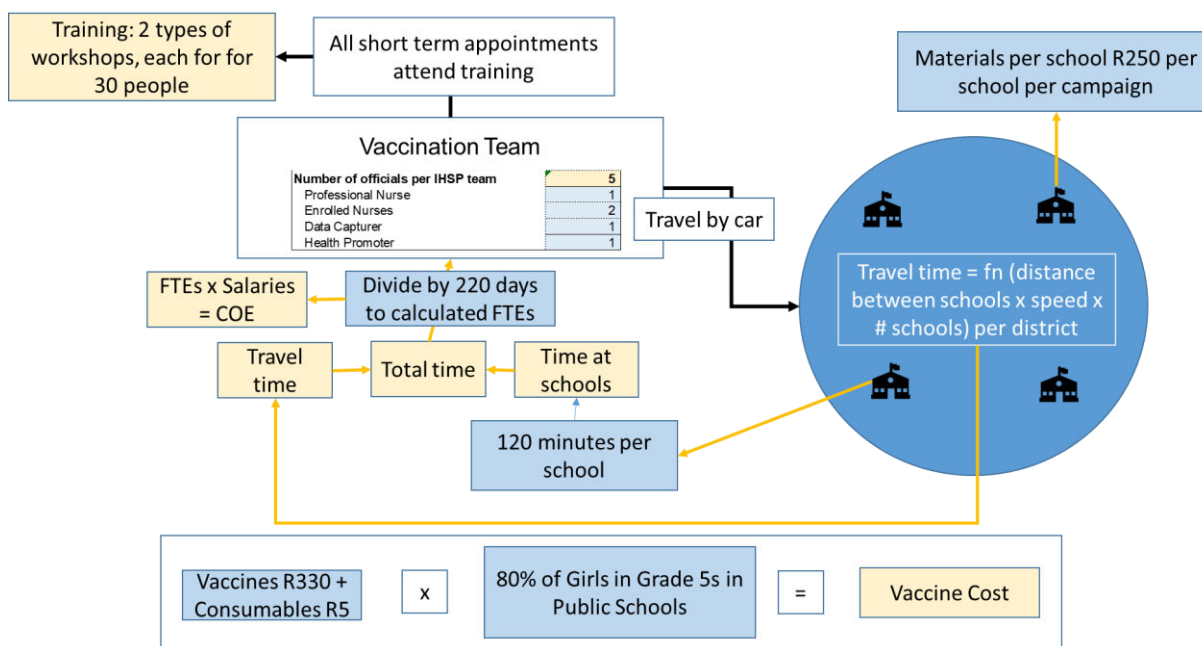 Training: 2 types of
workshops, each for for
30 people
All short term appointments
attend training
Materials per school R250 per
school per campaign
Vaccination Team
Number of officials per IHSP team 5
Professional Nurse 1
Enrolled Nurses 2
Data Capturer 1
Health Promoter 1
Travel by car
Travel time = fn (distance
between schools x speed x
# schools) per district
FTEs x Salaries
= COE
Divide by 220 days
to calculated FTEs
Travel
time
Total time
Time at
schools
120 minutes per
school
Vaccines R330 +
Consumables R5
x
80% of Girls in Grade 5s in
Public Schools
=
Vaccine Cost